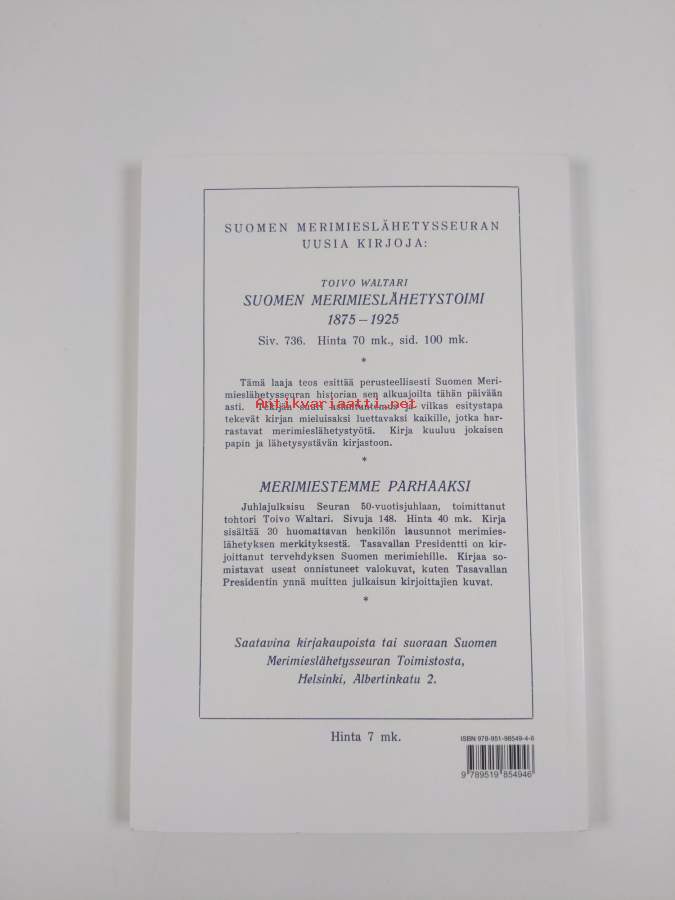 SUOMEN MERIMIESLÄHETYSSEURAN
UUSIA KIRJOJA:
TOIVO WALTARI
SUOMEN MERIMIESLÄHETYSTOIMI
1875–1925
Siv. 736. Hinta 70 mk., sid. 100 mk.
*
Tämä laaja teos esittää perusteellisesti Suomen Meri-
mieslähetysseuran historian sen alkuajoilta tähän päivään
asti. Tekijän suuri asiantuntemus ja vilkas esitystapa
Antikvariaatti.net
tekevät kirjan mieluisaksi luettavaksi kaikille, jotka har-
rastavat merimieslähetystyötä. Kirja kuuluu jokaisen
papin ja lähetysystävän kirjastoon.
*
MERIMIESTEMME PARHAAKSI
Juhlajulkaisu Seuran 50-vuotisjuhlaan, toimittanut
tohtori Toivo Waltari. Sivuja 148. Hinta 40 mk. Kirja
sisältää 30 huomattavan henkilön lausunnot merimies-
lähetyksen merkityksestä. Tasavallan Presidentti on kir-
joittanut tervehdyksen Suomen merimiehille. Kirjaa so-
mistavat useat onnistuneet valokuvat, kuten Tasavallan
Presidentin ynnä muitten julkaisun kirjoittajien kuvat.
*
Saatavina kirjakaupoista tai suoraan Suomen
Merimieslähetysseuran Toimistosta,
Helsinki, Albertinkatu 2.
Hinta 7 mk.
ISBN 978-951-98549-4-6
9 789519 854946